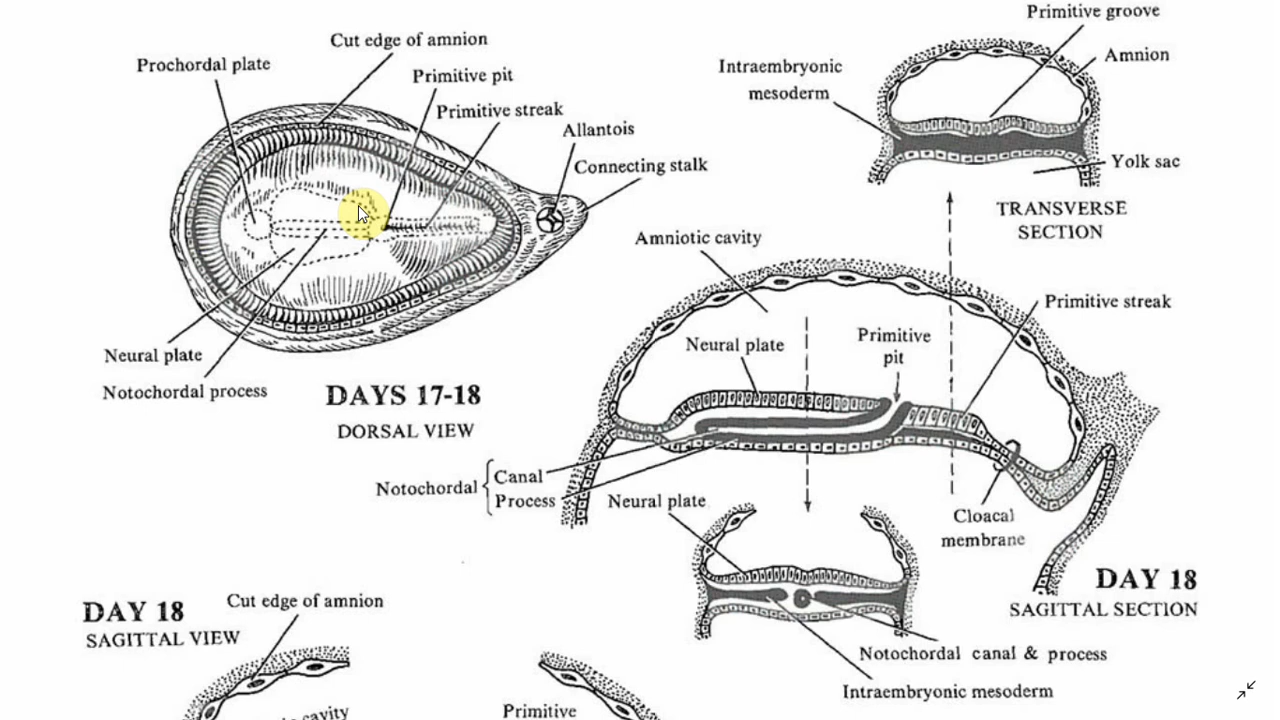 Cut edge of amnion
Prochordal plate
Primitive pit
Primitive streak
Allantois
Connecting stalk
Neural plate
Notochordal process
DAYS 17-18
DORSAL VIEW
Primitive groove
Amnion
Intraembryonic
mesoderm
Yolk sac
TRANSVERSE
SECTION
Amniotic cavity
Primitive streak
Neural plate
Primitive
pit
Notochordal
Canal
Process
Neural plate
Cloacal
membrane
DAY 18
SAGITTAL SECTION
Notochordal canal & process
Intraembryonic mesoderm
DAY 18
SAGITTAL VIEW
Cut edge of amnion
cavity
Primitive